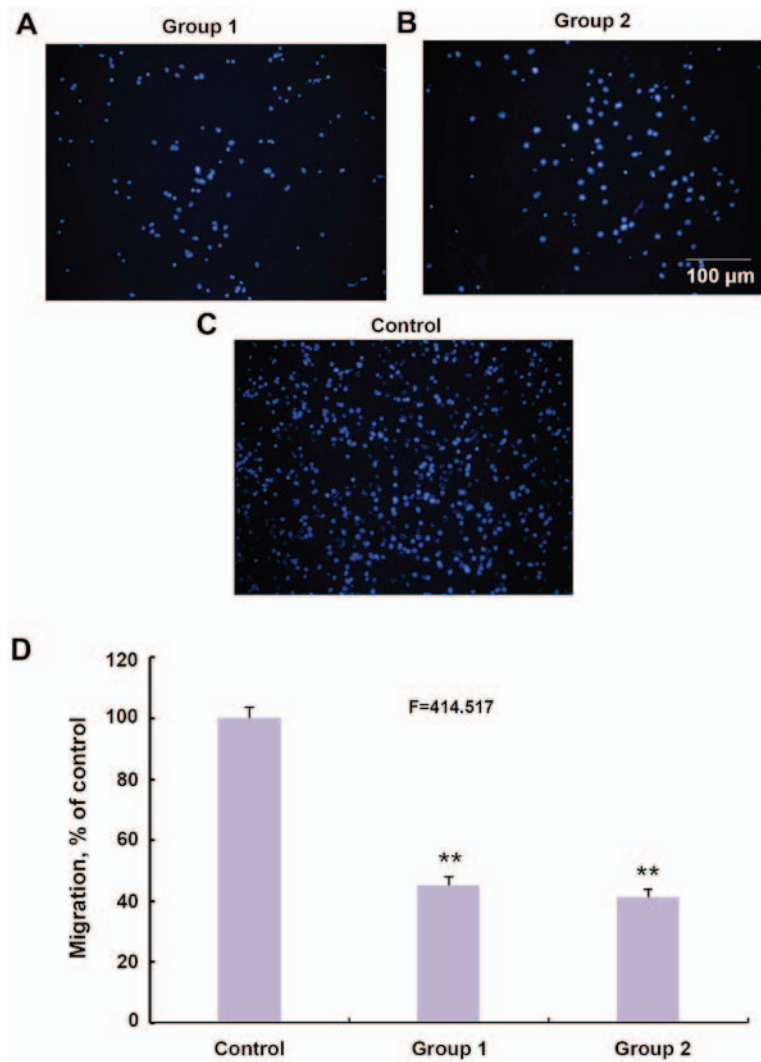 A
Group 1
B
Group 2
100 µm
C
Control
D
Migration, % of control
120
100
80
60
40
20
0
F=414.517
**
**
Control
Group 1
Group 2